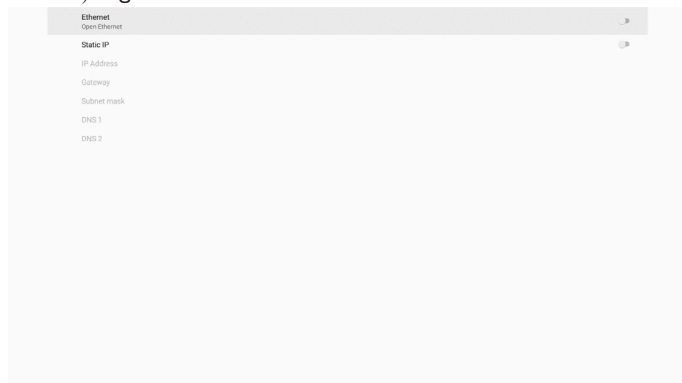 Ethernet
Open Ethernet
Static IP
IP Address
Gateway
Subnet mask
DNS 1
DNS 2